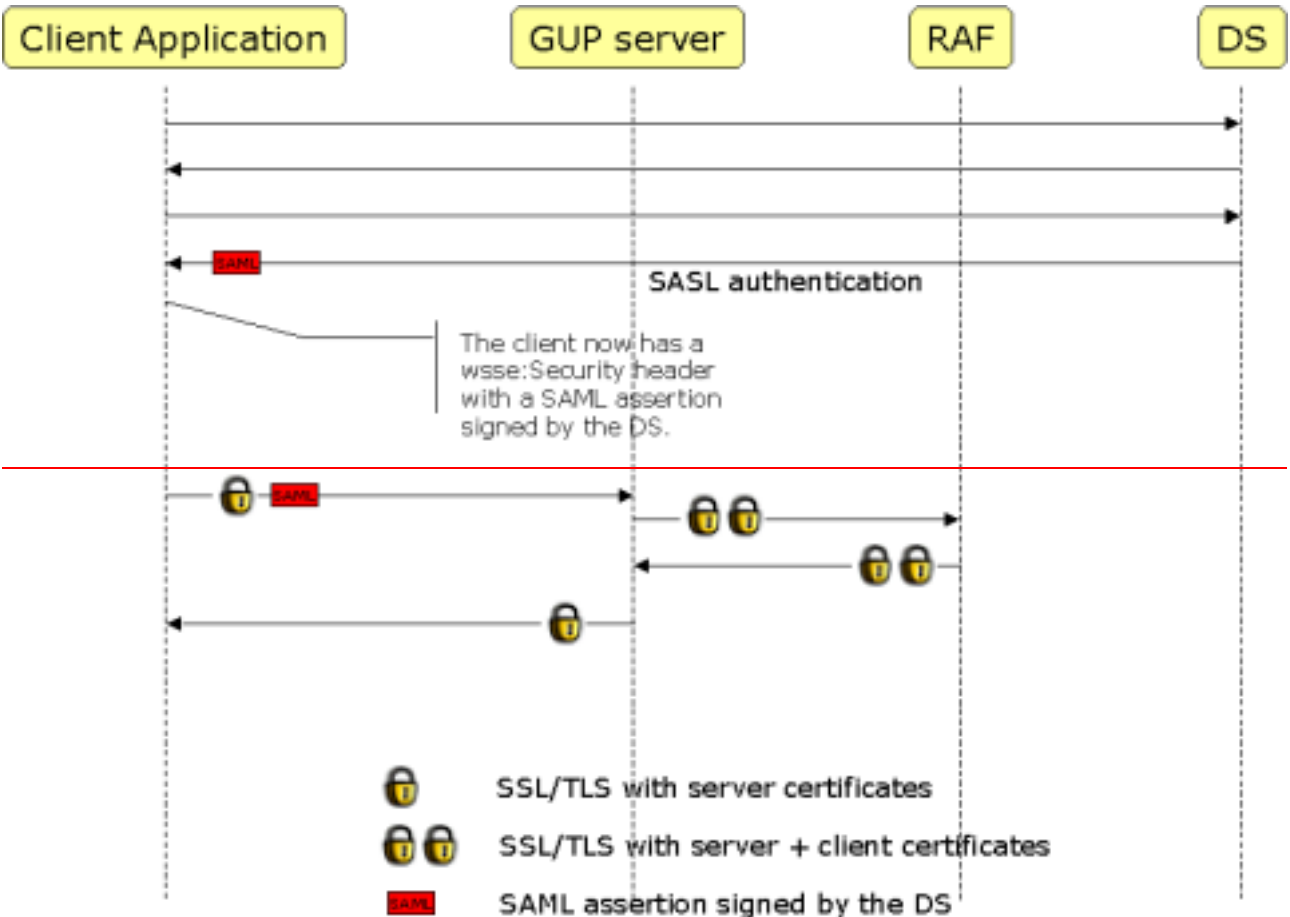 Client Application
GUP server
RAF
DS
SAML
SASL authentication
The client now has a
wsse:Security header
with a SAML assertion
signed by the DS.
SAML
SSL/TLS with server certificates
SSL/TLS with server + client certificates
SAML
SAML assertion signed by the DS